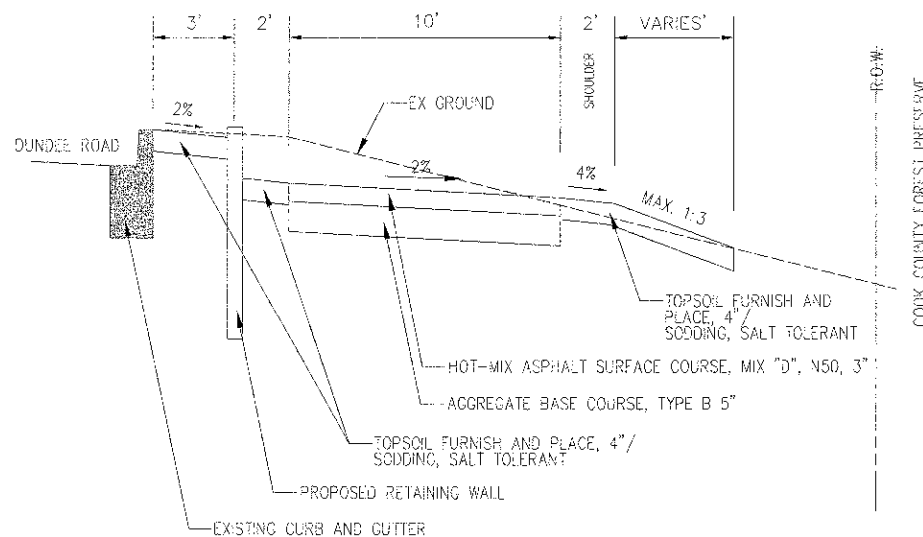 3'
2'
10'
2'
VARIES'
SHOULDER
R.O.W.
COOK COUNTY FOREST PRESERVE
2%
EX GROUND
DUNDEE ROAD
2%
4%
MAX. 1:3
TOPSOIL FURNISH AND
PLACE, 4"/
SODDING, SALT TOLERANT
HOT-MIX ASPHALT SURFACE COURSE, MIX "D", N50, 3"
AGGREGATE BASE COURSE, TYPE B 5"
TOPSOIL FURNISH AND PLACE, 4"/
SODDING, SALT TOLERANT
PROPOSED RETAINING WALL
EXISTING CURB AND GUTTER